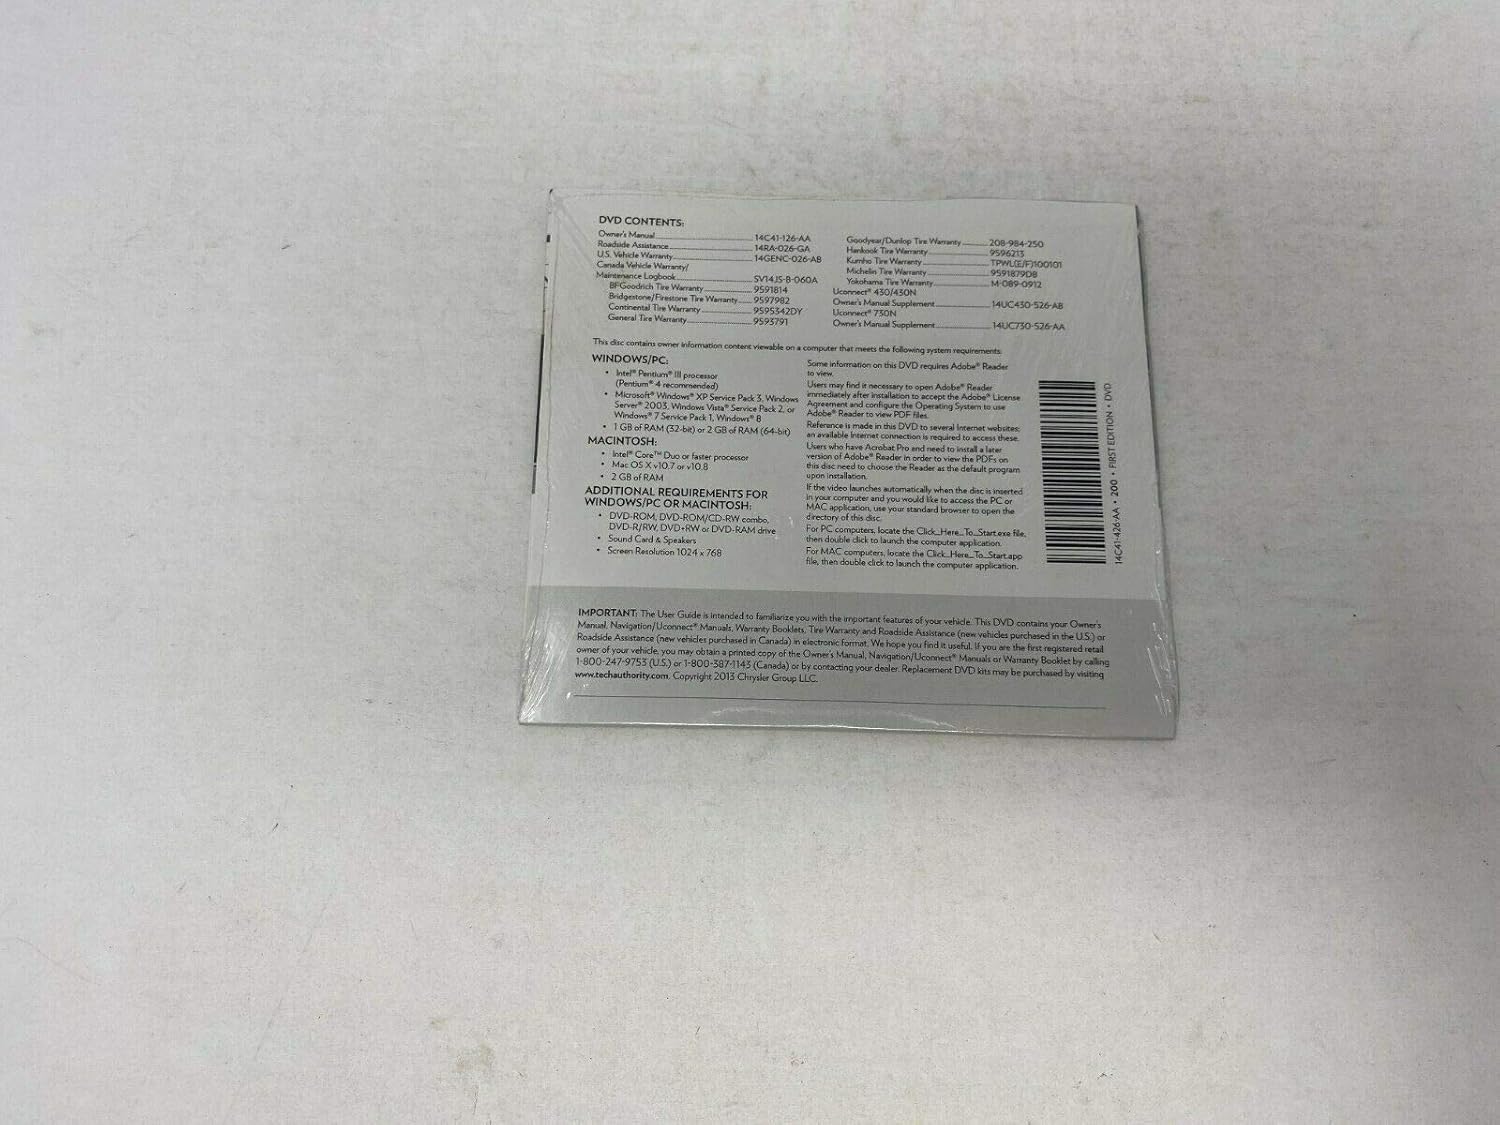 DVD CONTENTS:
Owner's Manual 14C41-126-AA
Roadside Assistance 14RA-026-GA
U.S. Vehicle Warranty 14GENC-026-AB
Canada Vehicle Warranty/
Maintenance Logbook SV14JS-B-060A
BFGoodrich Tire Warranty 9591814
Bridgestone/Firestone Tire Warranty 9597982
Continental Tire Warranty 9595342DY
General Tire Warranty 9593791
Goodyear/Dunlop Tire Warranty 208-984-250
Hankook Tire Warranty 9596213
Kumho Tire Warranty TPWL(E/F)100101
Michelin Tire Warranty 9591879DB
Yokohama Tire Warranty M-089-0912
Uconnect® 430/430N
Owner's Manual Supplement 14UC430-526-AB
Uconnect® 730N
Owner's Manual Supplement 14UC730-526-AA
This disc contains owner information content viewable on a computer that meets the following system requirements:
WINDOWS/PC:
• Intel® Pentium® III processor
(Pentium® 4 recommended)
• Microsoft® Windows® XP Service Pack 3, Windows
Server® 2003, Windows Vista® Service Pack 2, or
Windows® 7 Service Pack 1, Windows® 8
• 1 GB of RAM (32-bit) or 2 GB of RAM (64-bit)
MACINTOSH:
• Intel® Core™ Duo or faster processor
• Mac OS X v10.7 or v10.8
• 2 GB of RAM
ADDITIONAL REQUIREMENTS FOR
WINDOWS/PC OR MACINTOSH:
• DVD-ROM, DVD-ROM/CD-RW combo,
DVD-R/RW, DVD+RW or DVD-RAM drive
• Sound Card & Speakers
• Screen Resolution 1024 x 768
Some information on this DVD requires Adobe® Reader
to view.
Users may find it necessary to open Adobe® Reader
immediately after installation to accept the Adobe® License
Agreement and configure the Operating System to use
Adobe® Reader to view PDF files.
Reference is made in this DVD to several Internet websites;
an available Internet connection is required to access these.
Users who have Acrobat Pro and need to install a later
version of Adobe® Reader in order to view the PDFs on
this disc need to choose the Reader as the default program
upon installation.
If the video launches automatically when the disc is inserted
in your computer and you would like to access the PC or
MAC application, use your standard browser to open the
directory of this disc.
For PC computers, locate the Click_Here_To_Start.exe file,
then double click to launch the computer application.
For MAC computers, locate the Click_Here_To_Start.app
file, then double click to launch the computer application.
14C41-426-AA • 200 • FIRST EDITION • DVD
IMPORTANT: The User Guide is intended to familiarize you with the important features of your vehicle. This DVD contains your Owner's
Manual, Navigation/Uconnect® Manuals, Warranty Booklets, Tire Warranty and Roadside Assistance (new vehicles purchased in the U.S.) or
Roadside Assistance (new vehicles purchased in Canada) in electronic format. We hope you find it useful. If you are the first registered retail
owner of your vehicle, you may obtain a printed copy of the Owner's Manual, Navigation/Uconnect® Manuals or Warranty Booklet by calling
1-800-247-9753 (U.S.) or 1-800-387-1143 (Canada) or by contacting your dealer. Replacement DVD kits may be purchased by visiting
www.techauthority.com. Copyright 2013 Chrysler Group LLC.